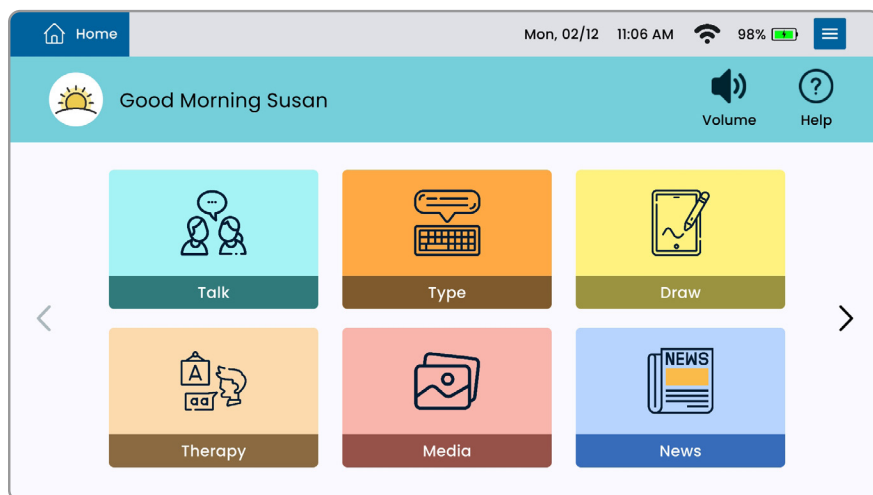 Home
Mon, 02/12 11:06 AM 98%
Good Morning Susan
Volume
Help
Talk
Type
Draw
A
aa
NEWS
Therapy
Media
News